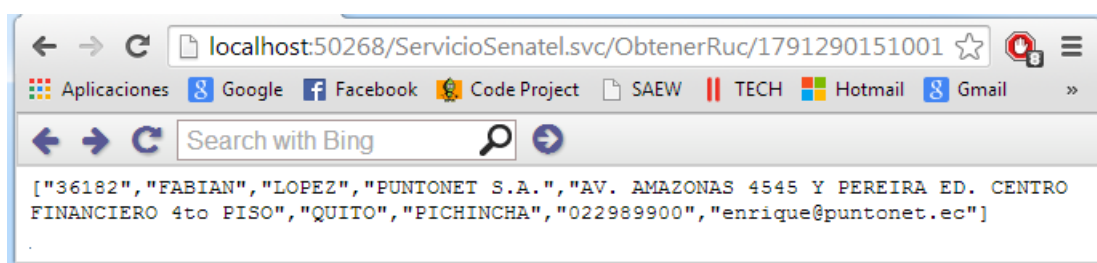 localhost:50268/ServicioSenatel.svc/ObtenerRuc/1791290151001
8
Aplicaciones Google Facebook Code Project SAEW TECH Hotmail Gmail »
Search with Bing
["36182","FABIAN","LOPEZ","PUNTONET S.A.","AV. AMAZONAS 4545 Y PEREIRA ED. CENTRO
FINANCIERO 4to PISO","QUITO","PICHINCHA","022989900","enrique@puntonet.ec"]